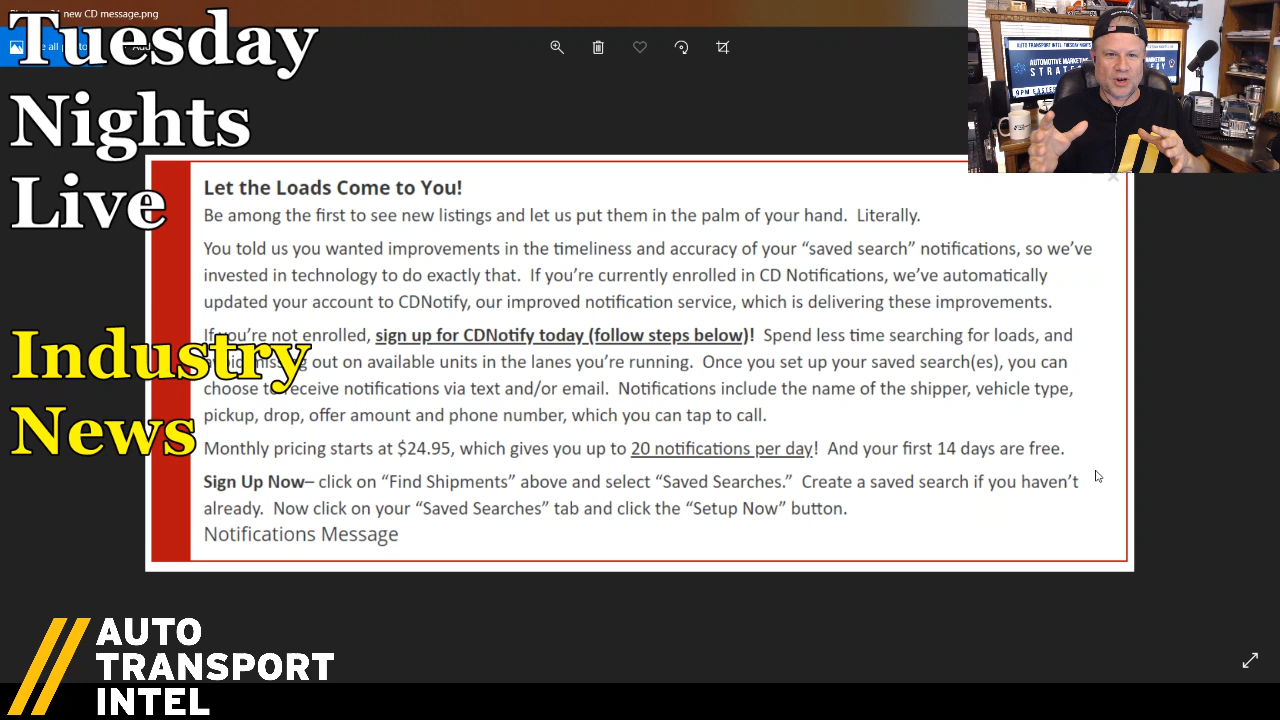 new CD message.png
Tuesday
Nights
Live
Industry
News
AUTO TRANSPORT INTEL TUESDAY NIGHTS
AUTOMOTIVE MARKETING
Let the Loads Come to You!
Be among the first to see new listings and let us put them in the palm of your hand.  Literally.
You told us you wanted improvements in the timeliness and accuracy of your “saved search” notifications, so we’ve
invested in technology to do exactly that.  If you’re currently enrolled in CD Notifications, we’ve automatically
updated your account to CDNotify, our improved notification service, which is delivering these improvements.
If you’re not enrolled, sign up for CDNotify today (follow steps below)!  Spend less time searching for loads, and
missing out on available units in the lanes you’re running.  Once you set up your saved search(es), you can
choose to receive notifications via text and/or email.  Notifications include the name of the shipper, vehicle type,
pickup, drop, offer amount and phone number, which you can tap to call.
Monthly pricing starts at $24.95, which gives you up to 20 notifications per day!  And your first 14 days are free.
Sign Up Now– click on “Find Shipments” above and select “Saved Searches.”  Create a saved search if you haven’t
already.  Now click on your “Saved Searches” tab and click the “Setup Now” button.
Notifications Message
AUTO
TRANSPORT
INTEL